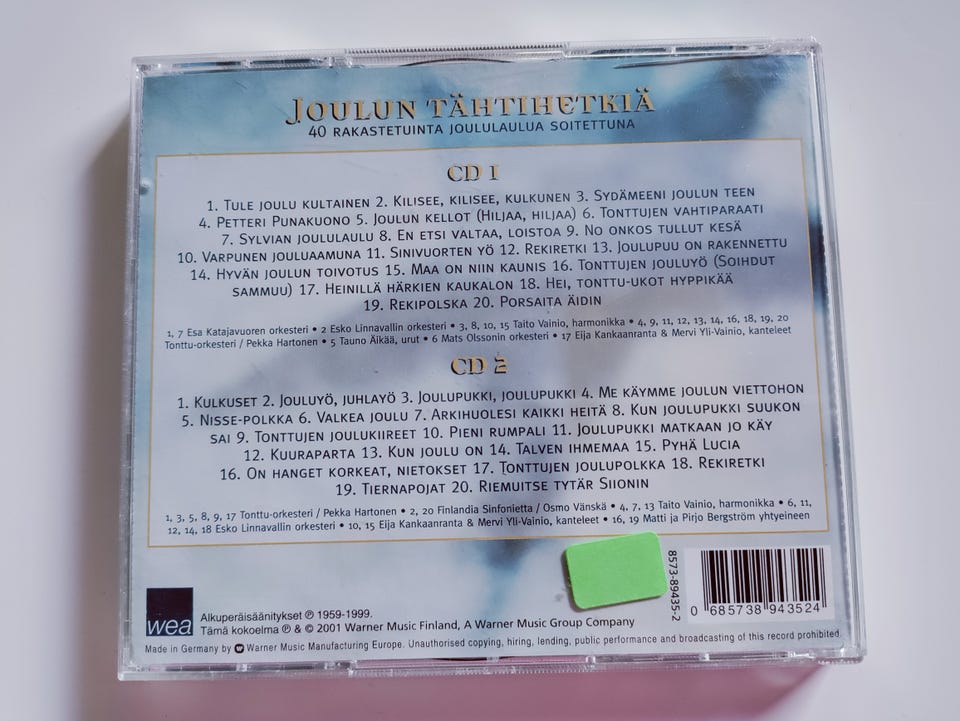 Joulun tähtihetkiä
40 rakastetuinta joululaulua soitettuna
CD 1
1. Tule joulu kultainen 2. Kilisee, kilisee, kulkunen 3. Sydämeeni joulun teen
4. Petteri Punakuono 5. Joulun kellot (Hiljaa, hiljaa) 6. Tonttujen vahtiparaati
7. Sylvian joululaulu 8. En etsi valtaa, loistoa 9. No onkos tullut kesä
10. Varpunen jouluaamuna 11. Sinivuorten yö 12. Rekiretki 13. Joulupuu on rakennettu
14. Hyvän joulun toivotus 15. Maa on niin kaunis 16. Tonttujen jouluyö (Soihdut
sammuu) 17. Heinillä härkien kaukalon 18. Hei, tonttu-ukot hyppikää
19. Rekipolska 20. Porsaita äidin
1, 7 Esa Katajavuoren orkesteri • 2 Esko Linnavallin orkesteri • 3, 8, 10, 15 Taito Vainio, harmonikka • 4, 9, 11, 12, 13, 14, 16, 18, 19, 20
Tonttu-orkesteri / Pekka Hartonen • 5 Tauno Äikää, urut • 6 Mats Olssonin orkesteri • 17 Eija Kankaanranta & Mervi Yli-Vainio, kanteleet
CD 2
1. Kulkuset 2. Jouluyö, juhlayö 3. Joulupukki, joulupukki 4. Me käymme joulun viettohon
5. Nisse-polkka 6. Valkea joulu 7. Arkihuolesi kaikki heitä 8. Kun joulupukki suukon
sai 9. Tonttujen joulukiireet 10. Pieni rumpali 11. Joulupukki matkaan jo käy
12. Kuuraparta 13. Kun joulu on 14. Talven ihmemaa 15. Pyhä Lucia
16. On hanget korkeat, nietokset 17. Tonttujen joulupolkka 18. Rekiretki
19. Tiernapojat 20. Riemuitse tytär Siionin
1, 3, 5, 8, 9, 17 Tonttu-orkesteri / Pekka Hartonen • 2, 20 Finlandia Sinfonietta / Osmo Vänskä • 4, 7, 13 Taito Vainio, harmonikka • 6, 11,
12, 14, 18 Esko Linnavalli orkesteri • 10, 15 Eija Kankaanranta & Mervi Yli-Vainio, kanteleet • 16, 19 Matti ja Pirjo Bergström yhtyeineen
8573-89435-2
0 685738 943524
wea
Alkuperäisäänitykset ℗ 1959-1999.
Tämä kokoelma ℗ & © 2001 Warner Music Finland, A Warner Music Group Company
Made in Germany by Warner Music Manufacturing Europe. Unauthorised copying, hiring, lending, public performance and broadcasting of this record prohibited.